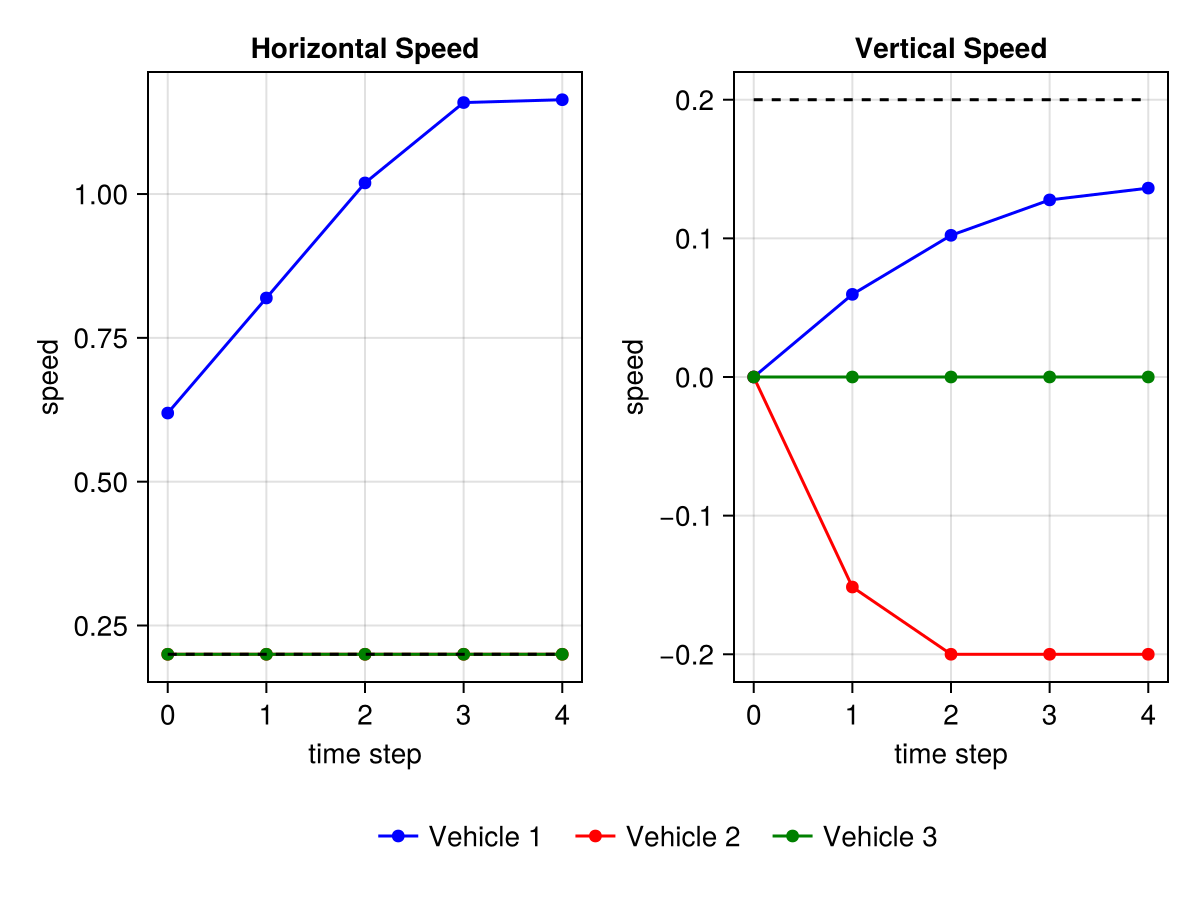 Horizontal Speed
speed
1.00
0.75
0.50
0.25
0 1 2 3 4
time step
Vertical Speed
speed
0.2
0.1
0.0
−0.1
−0.2
0 1 2 3 4
time step
Vehicle 1 Vehicle 2 Vehicle 3